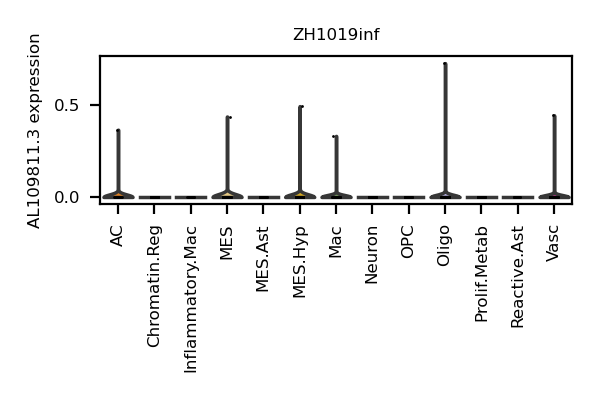 ZH1019inf
AL109811.3 expression
0.5
0.0
AC
Chromatin.Reg
Inflammatory.Mac
MES
MES.Ast
MES.Hyp
Mac
Neuron
OPC
Oligo
Prolif.Metab
Reactive.Ast
Vasc